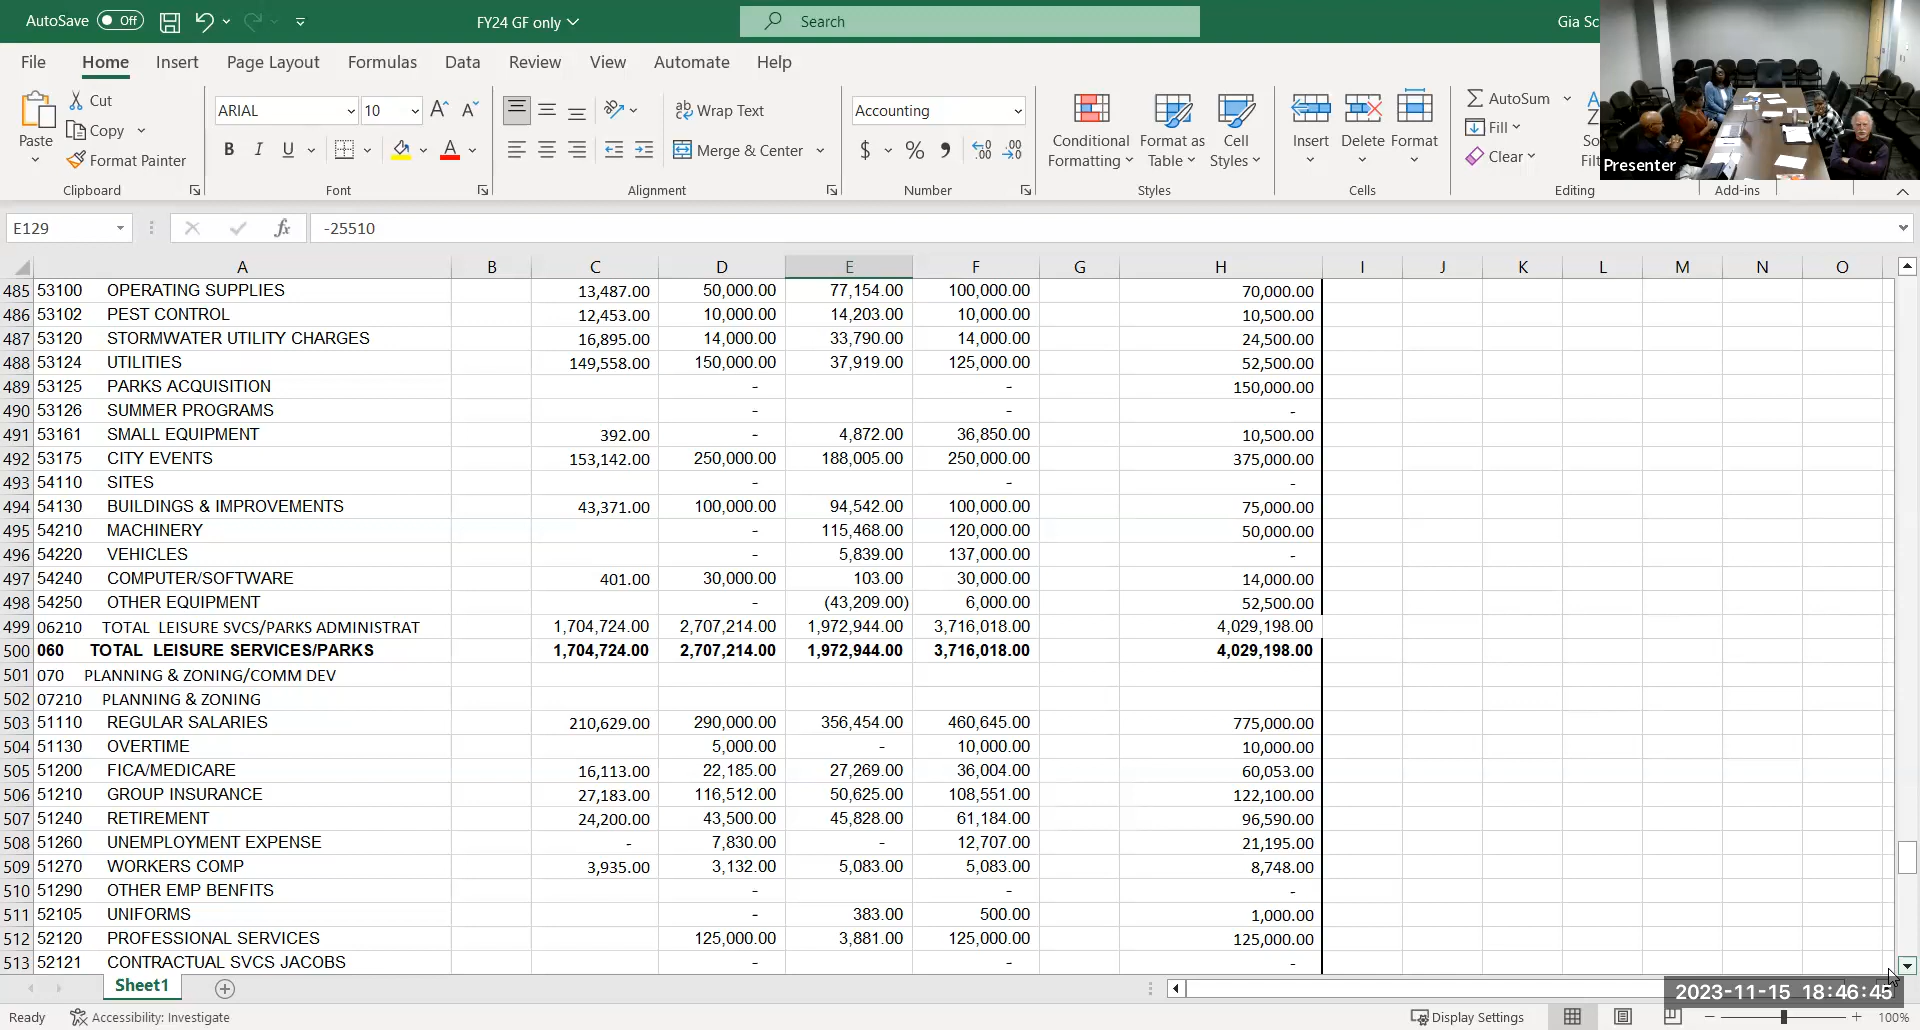 AutoSave Off FY24 GF only Search Gia Sc
File Home Insert Page Layout Formulas Data Review View Automate Help
Paste Cut Copy Format Painter Clipboard
ARIAL 10 A A B I U A Font
Wrap Text Merge & Center Alignment
Accounting $ % Number
Conditional Formatting Format as Table Cell Styles Styles
Insert Delete Format Cells
AutoSum Fill Clear So Filt Editing
Add-ins
Presenter
E129 fx -25510
A B C D E F G H I J K L M N O
485 53100 OPERATING SUPPLIES 13,487.00 50,000.00 77,154.00 100,000.00 70,000.00
486 53102 PEST CONTROL 12,453.00 10,000.00 14,203.00 10,000.00 10,500.00
487 53120 STORMWATER UTILITY CHARGES 16,895.00 14,000.00 33,790.00 14,000.00 24,500.00
488 53124 UTILITIES 149,558.00 150,000.00 37,919.00 125,000.00 52,500.00
489 53125 PARKS ACQUISITION - - 150,000.00
490 53126 SUMMER PROGRAMS - - -
491 53161 SMALL EQUIPMENT 392.00 - 4,872.00 36,850.00 10,500.00
492 53175 CITY EVENTS 153,142.00 250,000.00 188,005.00 250,000.00 375,000.00
493 54110 SITES - - -
494 54130 BUILDINGS & IMPROVEMENTS 43,371.00 100,000.00 94,542.00 100,000.00 75,000.00
495 54210 MACHINERY - 115,468.00 120,000.00 50,000.00
496 54220 VEHICLES - 5,839.00 137,000.00 -
497 54240 COMPUTER/SOFTWARE 401.00 30,000.00 103.00 30,000.00 14,000.00
498 54250 OTHER EQUIPMENT - (43,209.00) 6,000.00 52,500.00
499 06210 TOTAL LEISURE SVCS/PARKS ADMINISTRAT 1,704,724.00 2,707,214.00 1,972,944.00 3,716,018.00 4,029,198.00
500 060 TOTAL LEISURE SERVICES/PARKS 1,704,724.00 2,707,214.00 1,972,944.00 3,716,018.00 4,029,198.00
501 070 PLANNING & ZONING/COMM DEV
502 07210 PLANNING & ZONING
503 51110 REGULAR SALARIES 210,629.00 290,000.00 356,454.00 460,645.00 775,000.00
504 51130 OVERTIME 5,000.00 - 10,000.00 10,000.00
505 51200 FICA/MEDICARE 16,113.00 22,185.00 27,269.00 36,004.00 60,053.00
506 51210 GROUP INSURANCE 27,183.00 116,512.00 50,625.00 108,551.00 122,100.00
507 51240 RETIREMENT 24,200.00 43,500.00 45,828.00 61,184.00 96,590.00
508 51260 UNEMPLOYMENT EXPENSE - 7,830.00 - 12,707.00 21,195.00
509 51270 WORKERS COMP 3,935.00 3,132.00 5,083.00 5,083.00 8,748.00
510 51290 OTHER EMP BENFITS - - -
511 52105 UNIFORMS - 383.00 500.00 1,000.00
512 52120 PROFESSIONAL SERVICES 125,000.00 3,881.00 125,000.00 125,000.00
513 52121 CONTRACTUAL SVCS JACOBS - - -
Sheet1
2023-11-15 18:46:45
Ready Accessibility: Investigate Display Settings 100%